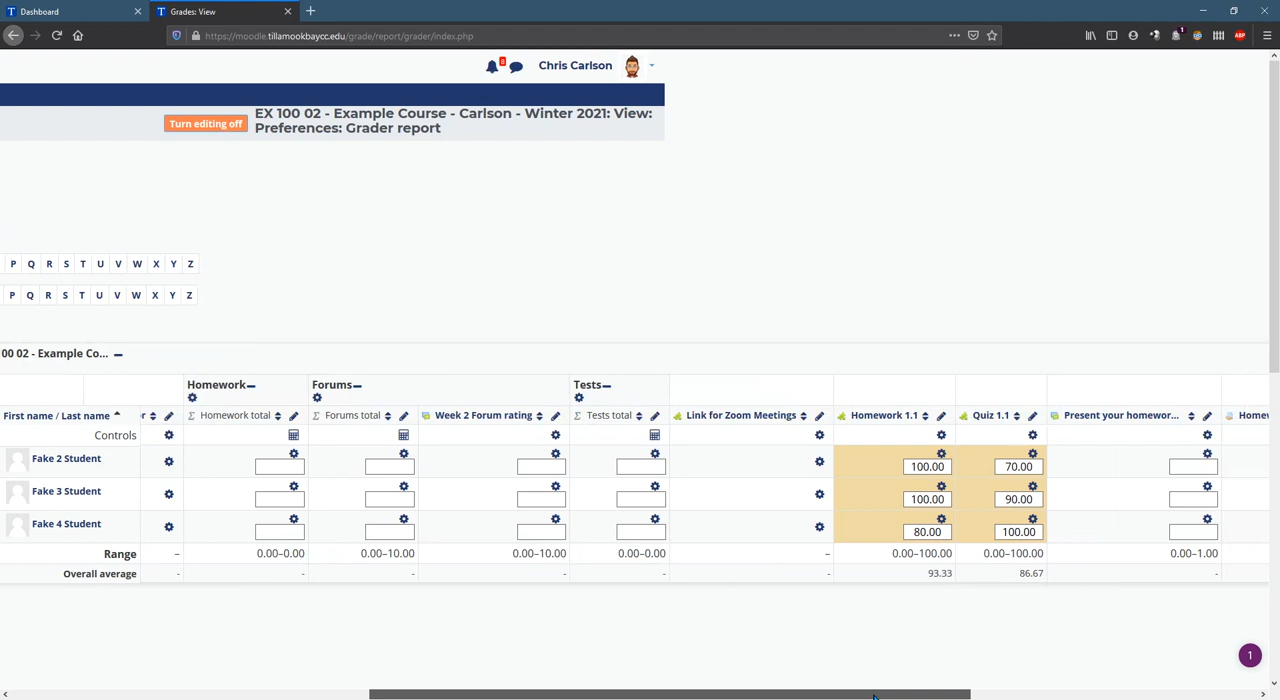 Dashboard
Grades: View
https://moodle.tillamookbaycc.edu/grade/report/grader/index.php
1
ABP
8
Chris Carlson
Turn editing off
EX 100 02 - Example Course - Carlson - Winter 2021: View:
Preferences: Grader report
P Q R S T U V W X Y Z
P Q R S T U V W X Y Z
00 02 - Example Co...
Homework Forums Tests
First name / Last name r Homework total Forums total Week 2 Forum rating Tests total Link for Zoom Meetings Homework 1.1 Quiz 1.1 Present your homewor... Homew
Controls
Fake 2 Student 100.00 70.00
Fake 3 Student 100.00 90.00
Fake 4 Student 80.00 100.00
Range – 0.00–0.00 0.00–10.00 0.00–10.00 0.00–0.00 – 0.00–100.00 0.00–100.00 0.00–1.00
Overall average - - - - - - 93.33 86.67 -
1